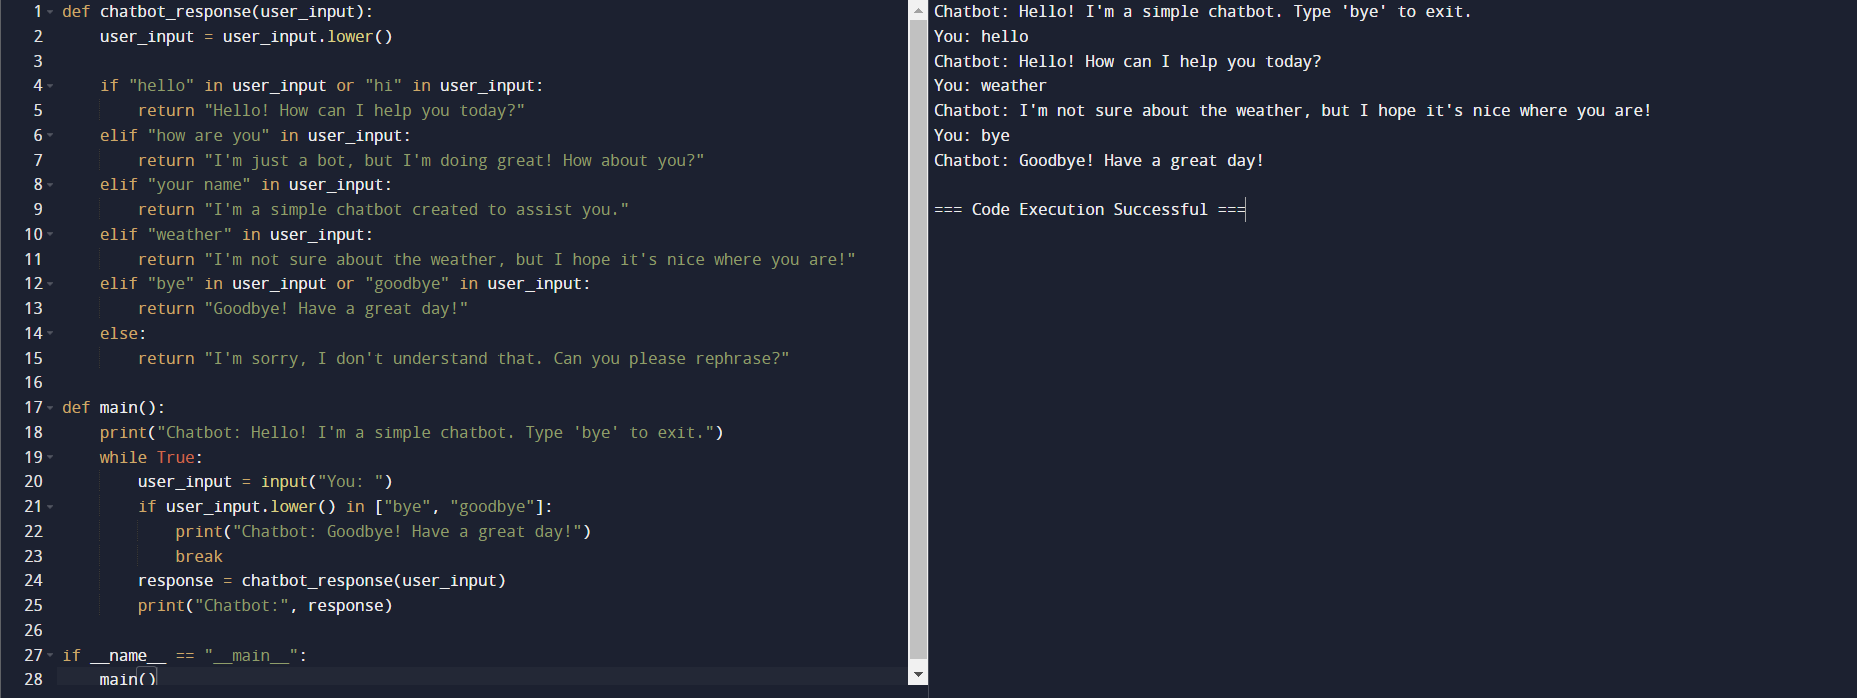 1 def chatbot_response(user_input):
2     user_input = user_input.lower()
3
4     if "hello" in user_input or "hi" in user_input:
5         return "Hello! How can I help you today?"
6     elif "how are you" in user_input:
7         return "I'm just a bot, but I'm doing great! How about you?"
8     elif "your name" in user_input:
9         return "I'm a simple chatbot created to assist you."
10     elif "weather" in user_input:
11         return "I'm not sure about the weather, but I hope it's nice where you are!"
12     elif "bye" in user_input or "goodbye" in user_input:
13         return "Goodbye! Have a great day!"
14     else:
15         return "I'm sorry, I don't understand that. Can you please rephrase?"
16
17 def main():
18     print("Chatbot: Hello! I'm a simple chatbot. Type 'bye' to exit.")
19     while True:
20         user_input = input("You: ")
21         if user_input.lower() in ["bye", "goodbye"]:
22             print("Chatbot: Goodbye! Have a great day!")
23             break
24         response = chatbot_response(user_input)
25         print("Chatbot:", response)
26
27 if __name__ == "__main__":
28     main()
Chatbot: Hello! I'm a simple chatbot. Type 'bye' to exit.
You: hello
Chatbot: Hello! How can I help you today?
You: weather
Chatbot: I'm not sure about the weather, but I hope it's nice where you are!
You: bye
Chatbot: Goodbye! Have a great day!

=== Code Execution Successful ===